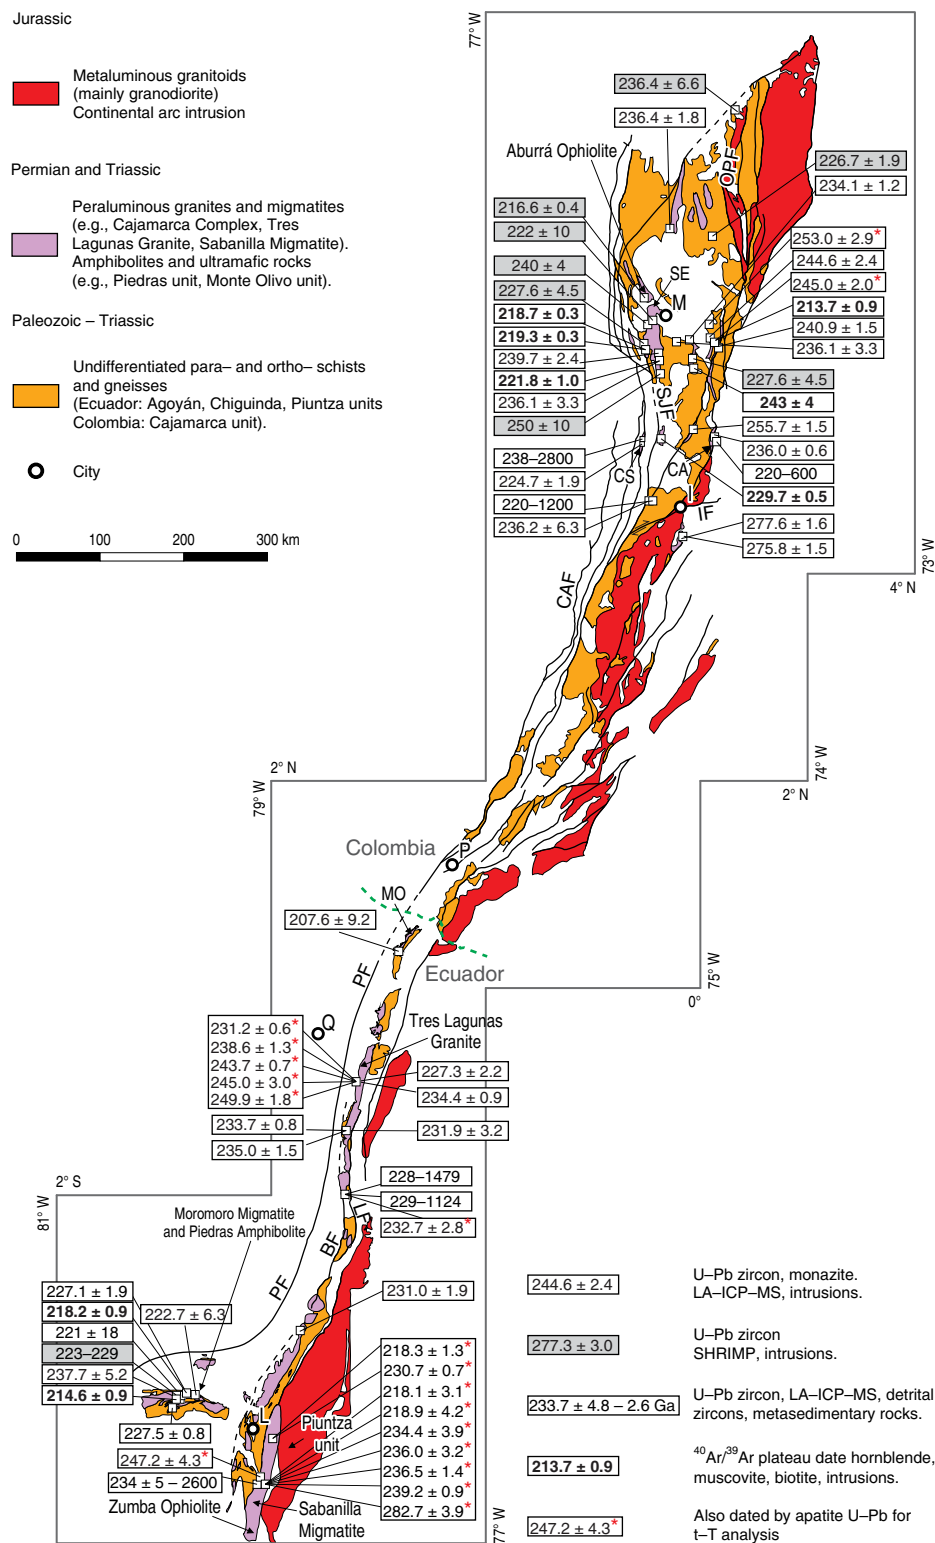 Jurassic
Metaluminous granitoids
(mainly granodiorite)
Continental arc intrusion
Permian and Triassic
Peraluminous granites and migmatites
(e.g., Cajamarca Complex, Tres
Lagunas Granite, Sabanilla Migmatite).
Amphibolites and ultramafic rocks
(e.g., Piedras unit, Monte Olivo unit).
Paleozoic – Triassic
Undifferentiated para– and ortho– schists
and gneisses
(Ecuador: Agoyán, Chiguinda, Piuntza units
Colombia: Cajamarca unit).
City
0 100 200 300 km
77° W
236.4 ± 6.6
236.4 ± 1.8
Aburrá Ophiolite
OPF
226.7 ± 1.9
234.1 ± 1.2
216.6 ± 0.4
222 ± 10
240 ± 4
227.6 ± 4.5
218.7 ± 0.3
219.3 ± 0.3
239.7 ± 2.4
221.8 ± 1.0
236.1 ± 3.3
250 ± 10
238–2800
224.7 ± 1.9
220–1200
236.2 ± 6.3
SE
M
253.0 ± 2.9*
244.6 ± 2.4
245.0 ± 2.0*
213.7 ± 0.9
240.9 ± 1.5
236.1 ± 3.3
227.6 ± 4.5
243 ± 4
255.7 ± 1.5
236.0 ± 0.6
220–600
229.7 ± 0.5
277.6 ± 1.6
275.8 ± 1.5
SJF
CS
CA
I
IF
CAF
73° W
4° N
2° N
79° W
74° W
2° N
Colombia
P
MO
207.6 ± 9.2
Ecuador
PF
75° W
0°
Q
Tres Lagunas
Granite
231.2 ± 0.6*
238.6 ± 1.3*
243.7 ± 0.7*
245.0 ± 3.0*
249.9 ± 1.8*
227.3 ± 2.2
234.4 ± 0.9
233.7 ± 0.8
235.0 ± 1.5
231.9 ± 3.2
228–1479
229–1124
232.7 ± 2.8*
2° S
81° W
Moromoro Migmatite
and Piedras Amphibolite
LF
BF
PF
231.0 ± 1.9
227.1 ± 1.9
218.2 ± 0.9
221 ± 18
223–229
237.7 ± 5.2
214.6 ± 0.9
222.7 ± 6.3
227.5 ± 0.8
247.2 ± 4.3*
234 ± 5 – 2600
L
Piuntza
unit
218.3 ± 1.3*
230.7 ± 0.7*
218.1 ± 3.1*
218.9 ± 4.2*
234.4 ± 3.9*
236.0 ± 3.2*
236.5 ± 1.4*
239.2 ± 0.9*
282.7 ± 3.9*
Zumba Ophiolite
Sabanilla
Migmatite
77° W
244.6 ± 2.4
U–Pb zircon, monazite.
LA–ICP–MS, intrusions.
277.3 ± 3.0
U–Pb zircon
SHRIMP, intrusions.
233.7 ± 4.8 – 2.6 Ga
U–Pb zircon, LA–ICP–MS, detrital
zircons, metasedimentary rocks.
213.7 ± 0.9
40Ar/39Ar plateau date hornblende,
muscovite, biotite, intrusions.
247.2 ± 4.3*
Also dated by apatite U–Pb for
t–T analysis